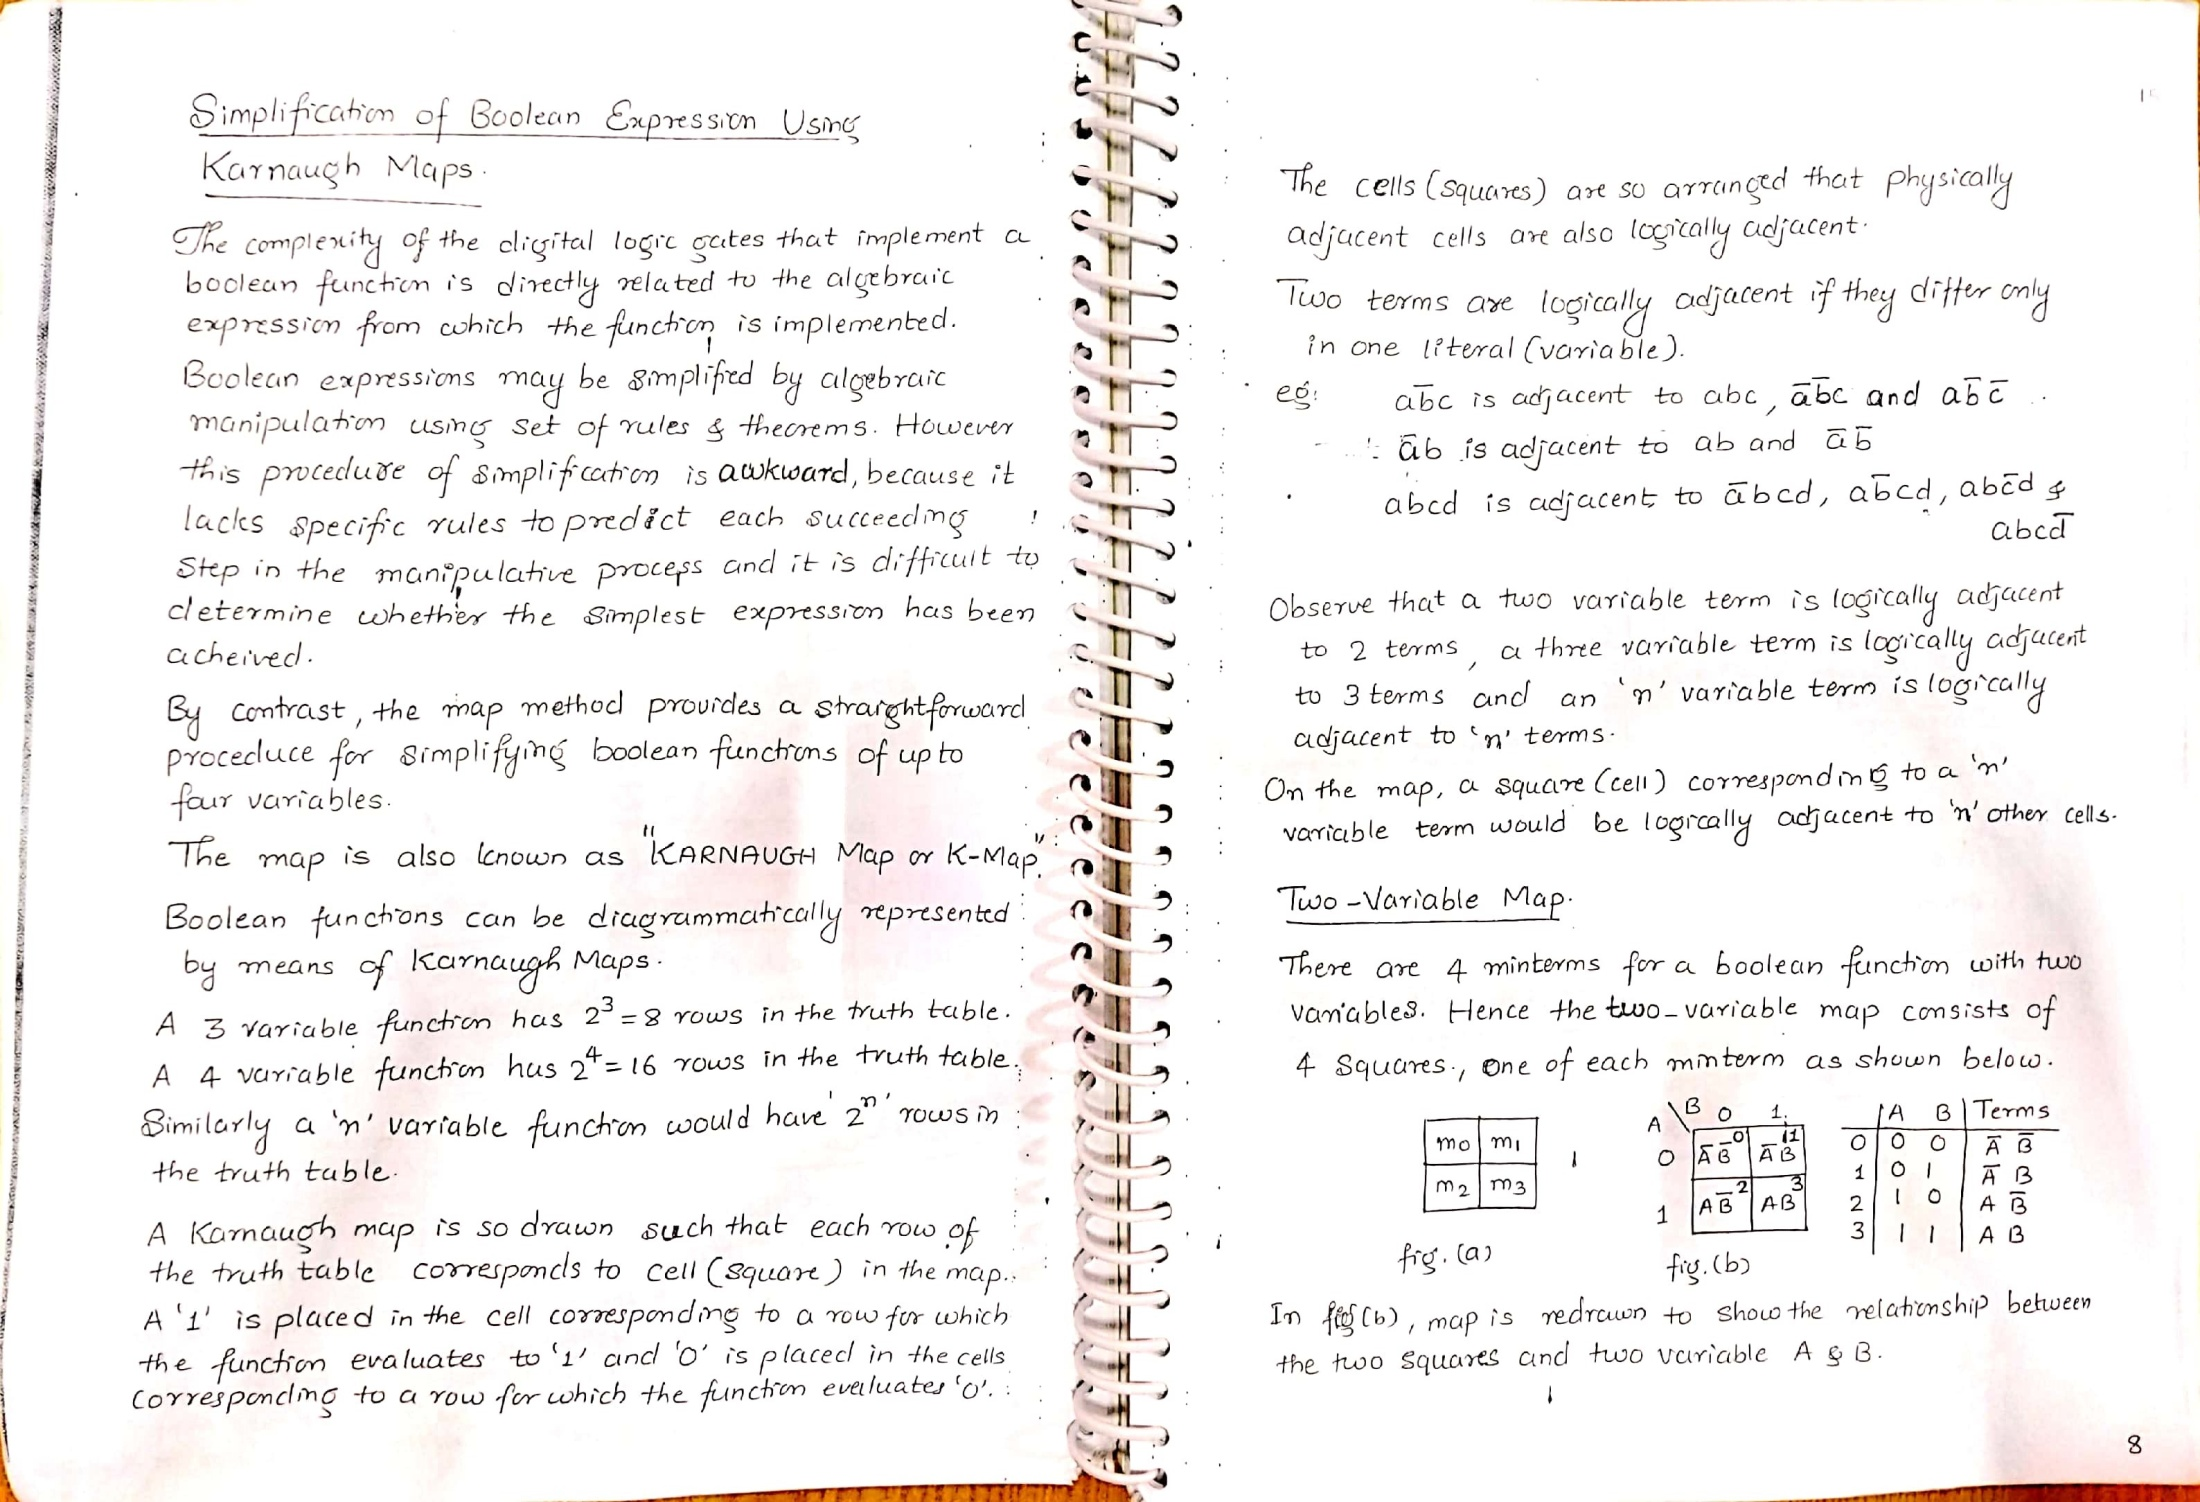 Simplification of Boolean Expression Using
Karnaugh Maps.
The complexity of the digital logic gates that implement a
boolean function is directly related to the algebraic
expression from which the function is implemented.
Boolean expressions may be simplified by algebraic
manipulation using set of rules & theorems. However
this procedure of simplification is awkward, because it
lacks specific rules to predict each succeeding
step in the manipulative process and it is difficult to
determine whether the simplest expression has been
acheived.
By contrast, the map method provides a straightforward
proceduce for simplifying boolean functions of upto
four variables.
The map is also known as "KARNAUGH Map or K-Map".
Boolean functions can be diagrammatically represented
by means of Karnaugh Maps.
A 3 variable function has 2³ = 8 rows in the truth table.
A 4 variable function has 2⁴ = 16 rows in the truth table.
Similarly a 'n' variable function would have '2ⁿ' rows in
the truth table.
A Karnaugh map is so drawn such that each row of
the truth table corresponds to cell (square) in the map.
A '1' is placed in the cell corresponding to a row for which
the function evaluates to '1' and '0' is placed in the cells
corresponding to a row for which the function evaluates '0'.
The cells (squares) are so arranged that physically
adjacent cells are also logically adjacent.
Two terms are logically adjacent if they differ only
in one literal (variable).
eg: ab̅c is adjacent to abc, a̅b̅c and ab̅c̅
a̅b is adjacent to ab and a̅b̅
abcd is adjacent to a̅bcd, ab̅cd, abc̅d &
abcd̅
Observe that a two variable term is logically adjacent
to 2 terms, a three variable term is logically adjacent
to 3 terms and an 'n' variable term is logically
adjacent to 'n' terms.
On the map, a square (cell) corresponding to a 'n'
variable term would be logically adjacent to 'n' other cells.
Two-Variable Map.
There are 4 minterms for a boolean function with two
variables. Hence the two-variable map consists of
4 squares., one of each minterm as shown below.
m0 m1
m2 m3
fig. (a)
A \ B 0 1
0 A̅B̅ 0 A̅B 1
1 AB̅ 2 AB 3
fig. (b)
A B Terms
0 0 0 A̅ B̅
1 0 1 A̅ B
2 1 0 A B̅
3 1 1 A B
In fig (b), map is redrawn to show the relationship between
the two squares and two variable A & B.
8